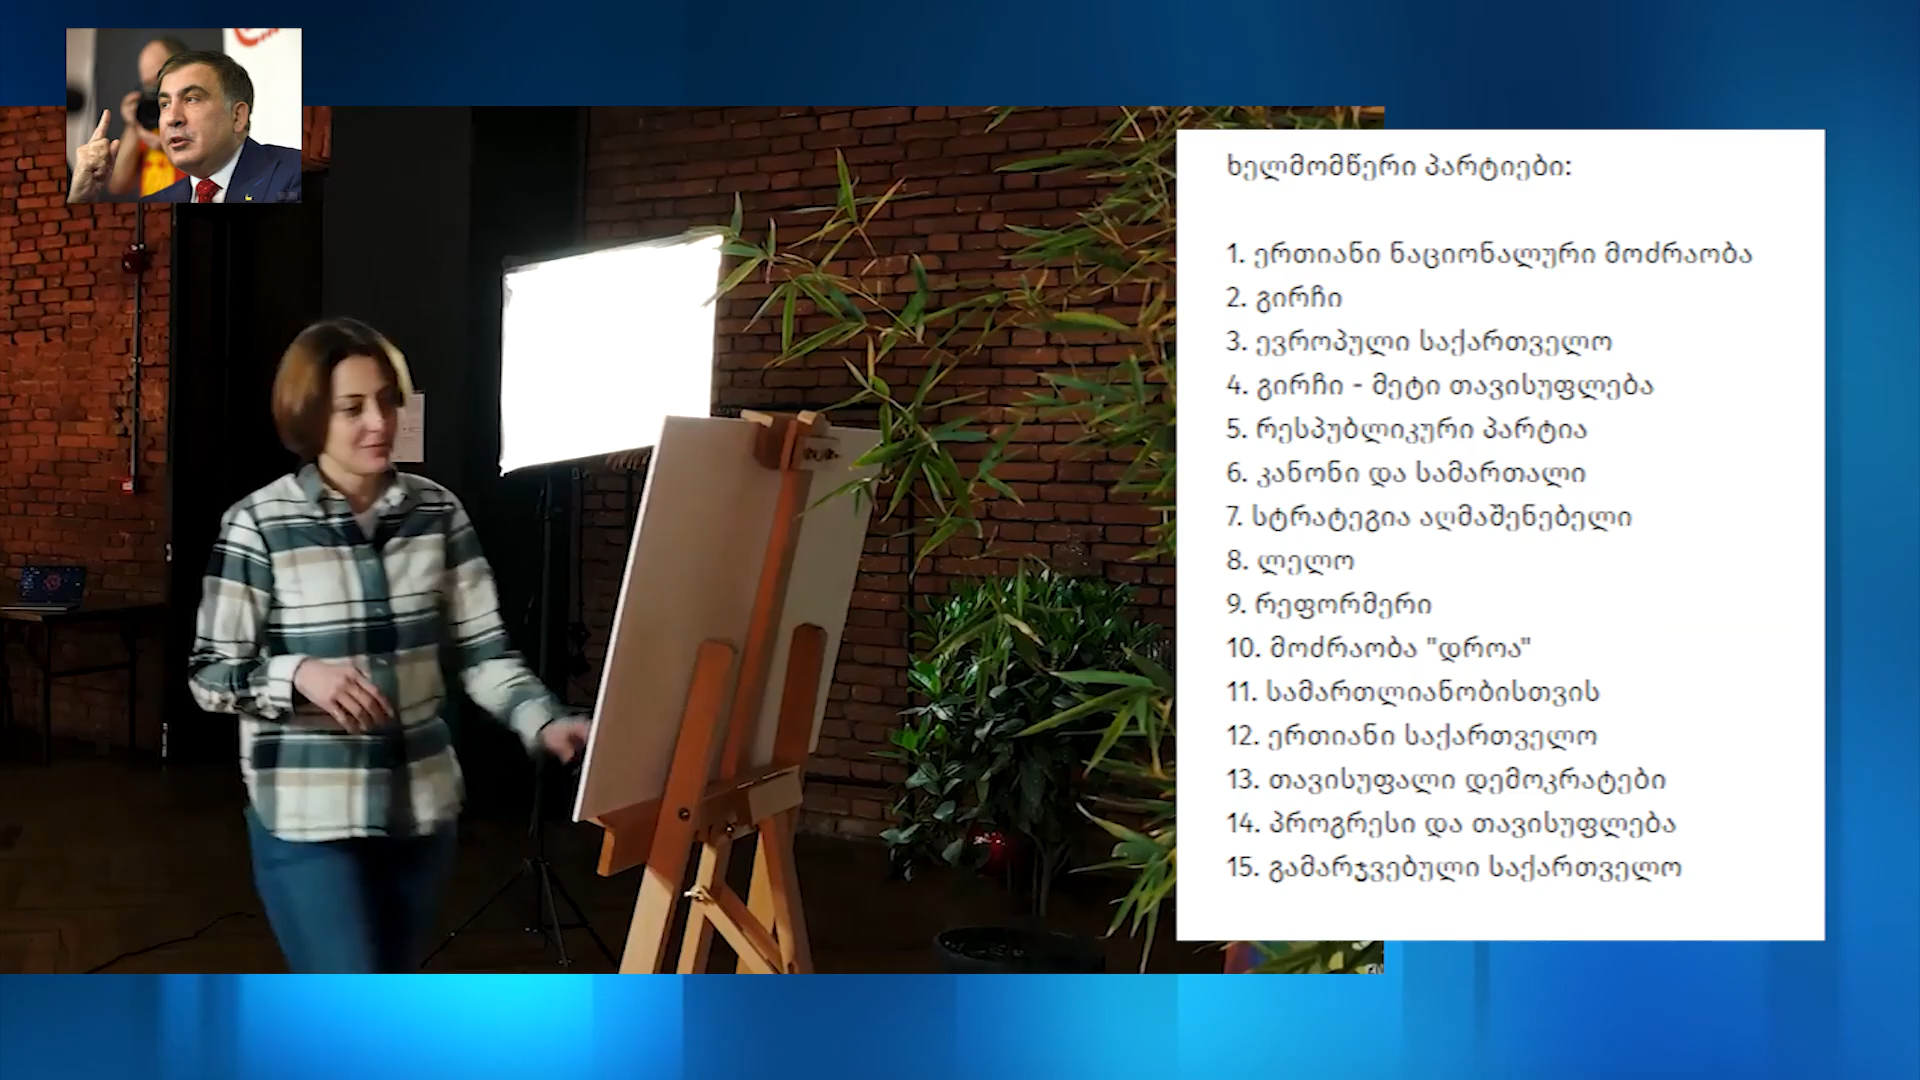 ხელმომწერი პარტიები:
1. ერთიანი ნაციონალური მოძრაობა
2. გირჩი
3. ევროპული საქართველო
4. გირჩი - მეტი თავისუფლება
5. რესპუბლიკური პარტია
6. კანონი და სამართალი
7. სტრატეგია აღმაშენებელი
8. ლელო
9. რეფორმერი
10. მოძრაობა "დროა"
11. სამართლიანობისთვის
12. ერთიანი საქართველო
13. თავისუფალი დემოკრატები
14. პროგრესი და თავისუფლება
15. გამარჯვებული საქართველო